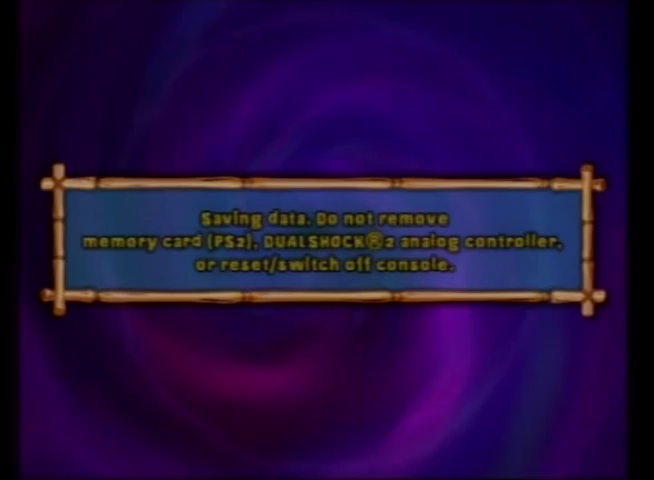 Saving data. Do not remove
memory card (PS2), DUALSHOCK®2 analog controller,
or reset/switch off console.